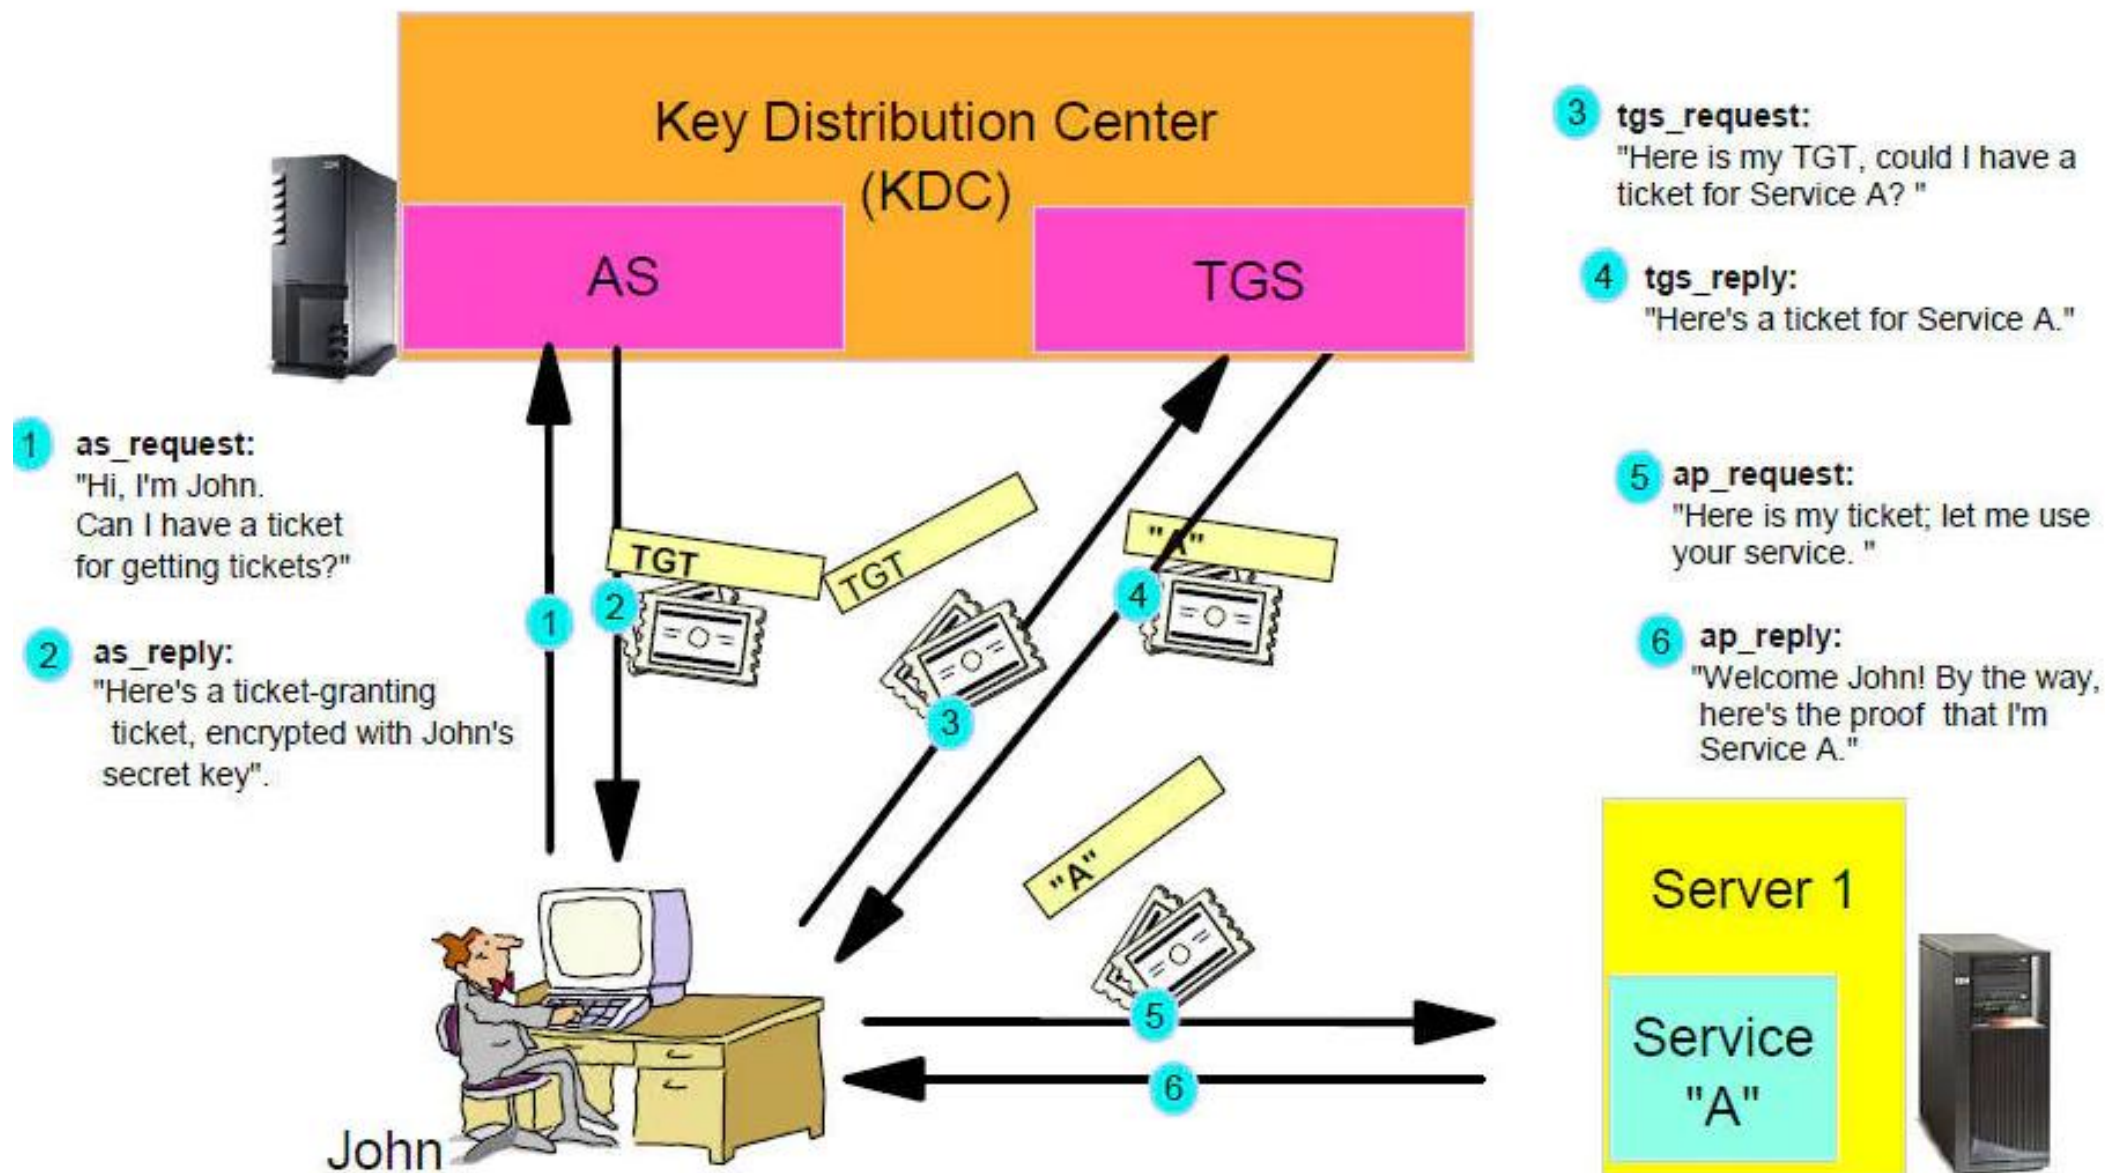 Key Distribution Center
(KDC)
AS
TGS
1
as_request:
"Hi, I'm John.
Can I have a ticket
for getting tickets?"
2
as_reply:
"Here's a ticket-granting
ticket, encrypted with John's
secret key".
3
tgs_request:
"Here is my TGT, could I have a
ticket for Service A? "
4
tgs_reply:
"Here's a ticket for Service A."
5
ap_request:
"Here is my ticket; let me use
your service. "
6
ap_reply:
"Welcome John! By the way,
here's the proof that I'm
Service A."
1
TGT
2
TGT
3
"A"
4
"A"
5
6
John
Server 1
Service
"A"